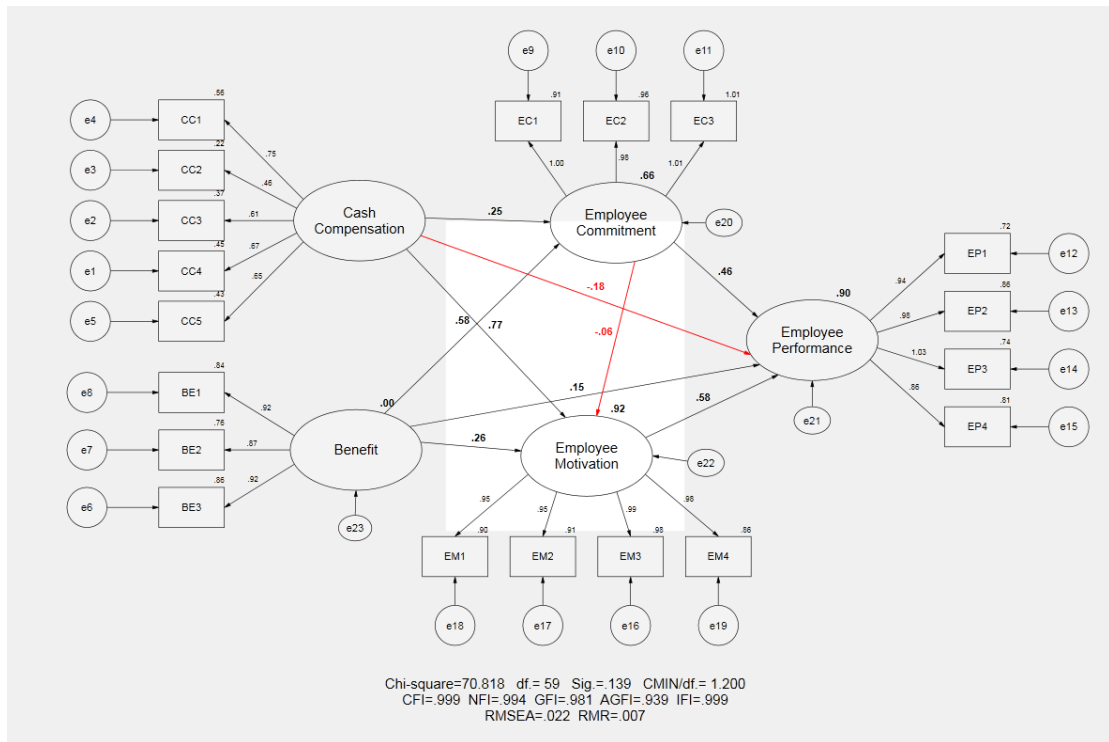 e9 e10 e11
.91 .96 1.01
EC1 EC2 EC3
1.00 .98 1.01
.56
e4 CC1
.75
.22
e3 CC2
.46
.37
e2 CC3
.61
.45
e1 CC4
.67
.43
e5 CC5
.65
Cash
Compensation
.66
Employee
Commitment
e20
.25
-.18
.46
-.06
.58
.77
.15
.90
Employee
Performance
e21
.72
EP1 e12
.94
.86
EP2 e13
.98
.74
EP3 e14
1.03
.81
EP4 e15
.86
.84
e8 BE1
.92
.76
e7 BE2
.87
.86
e6 BE3
.92
.00
Benefit
e23
.26
.92
Employee
Motivation
e22
.58
.95 .95 .99 .98
.90 .91 .98 .86
EM1 EM2 EM3 EM4
e18 e17 e16 e19
Chi-square=70.818 df.= 59 Sig.=.139 CMIN/df.= 1.200
CFI=.999 NFI=.994 GFI=.981 AGFI=.939 IFI=.999
RMSEA=.022 RMR=.007